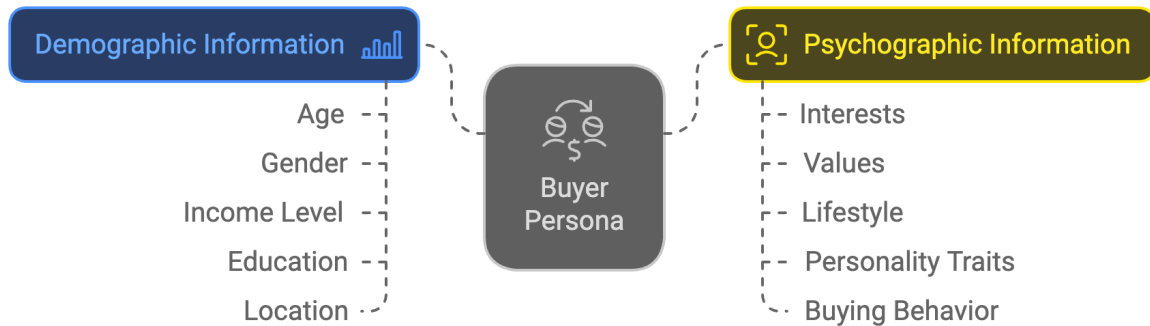 Demographic Information
Age
Gender
Income Level
Education
Location
$
Buyer
Persona
Psychographic Information
Interests
Values
Lifestyle
Personality Traits
Buying Behavior